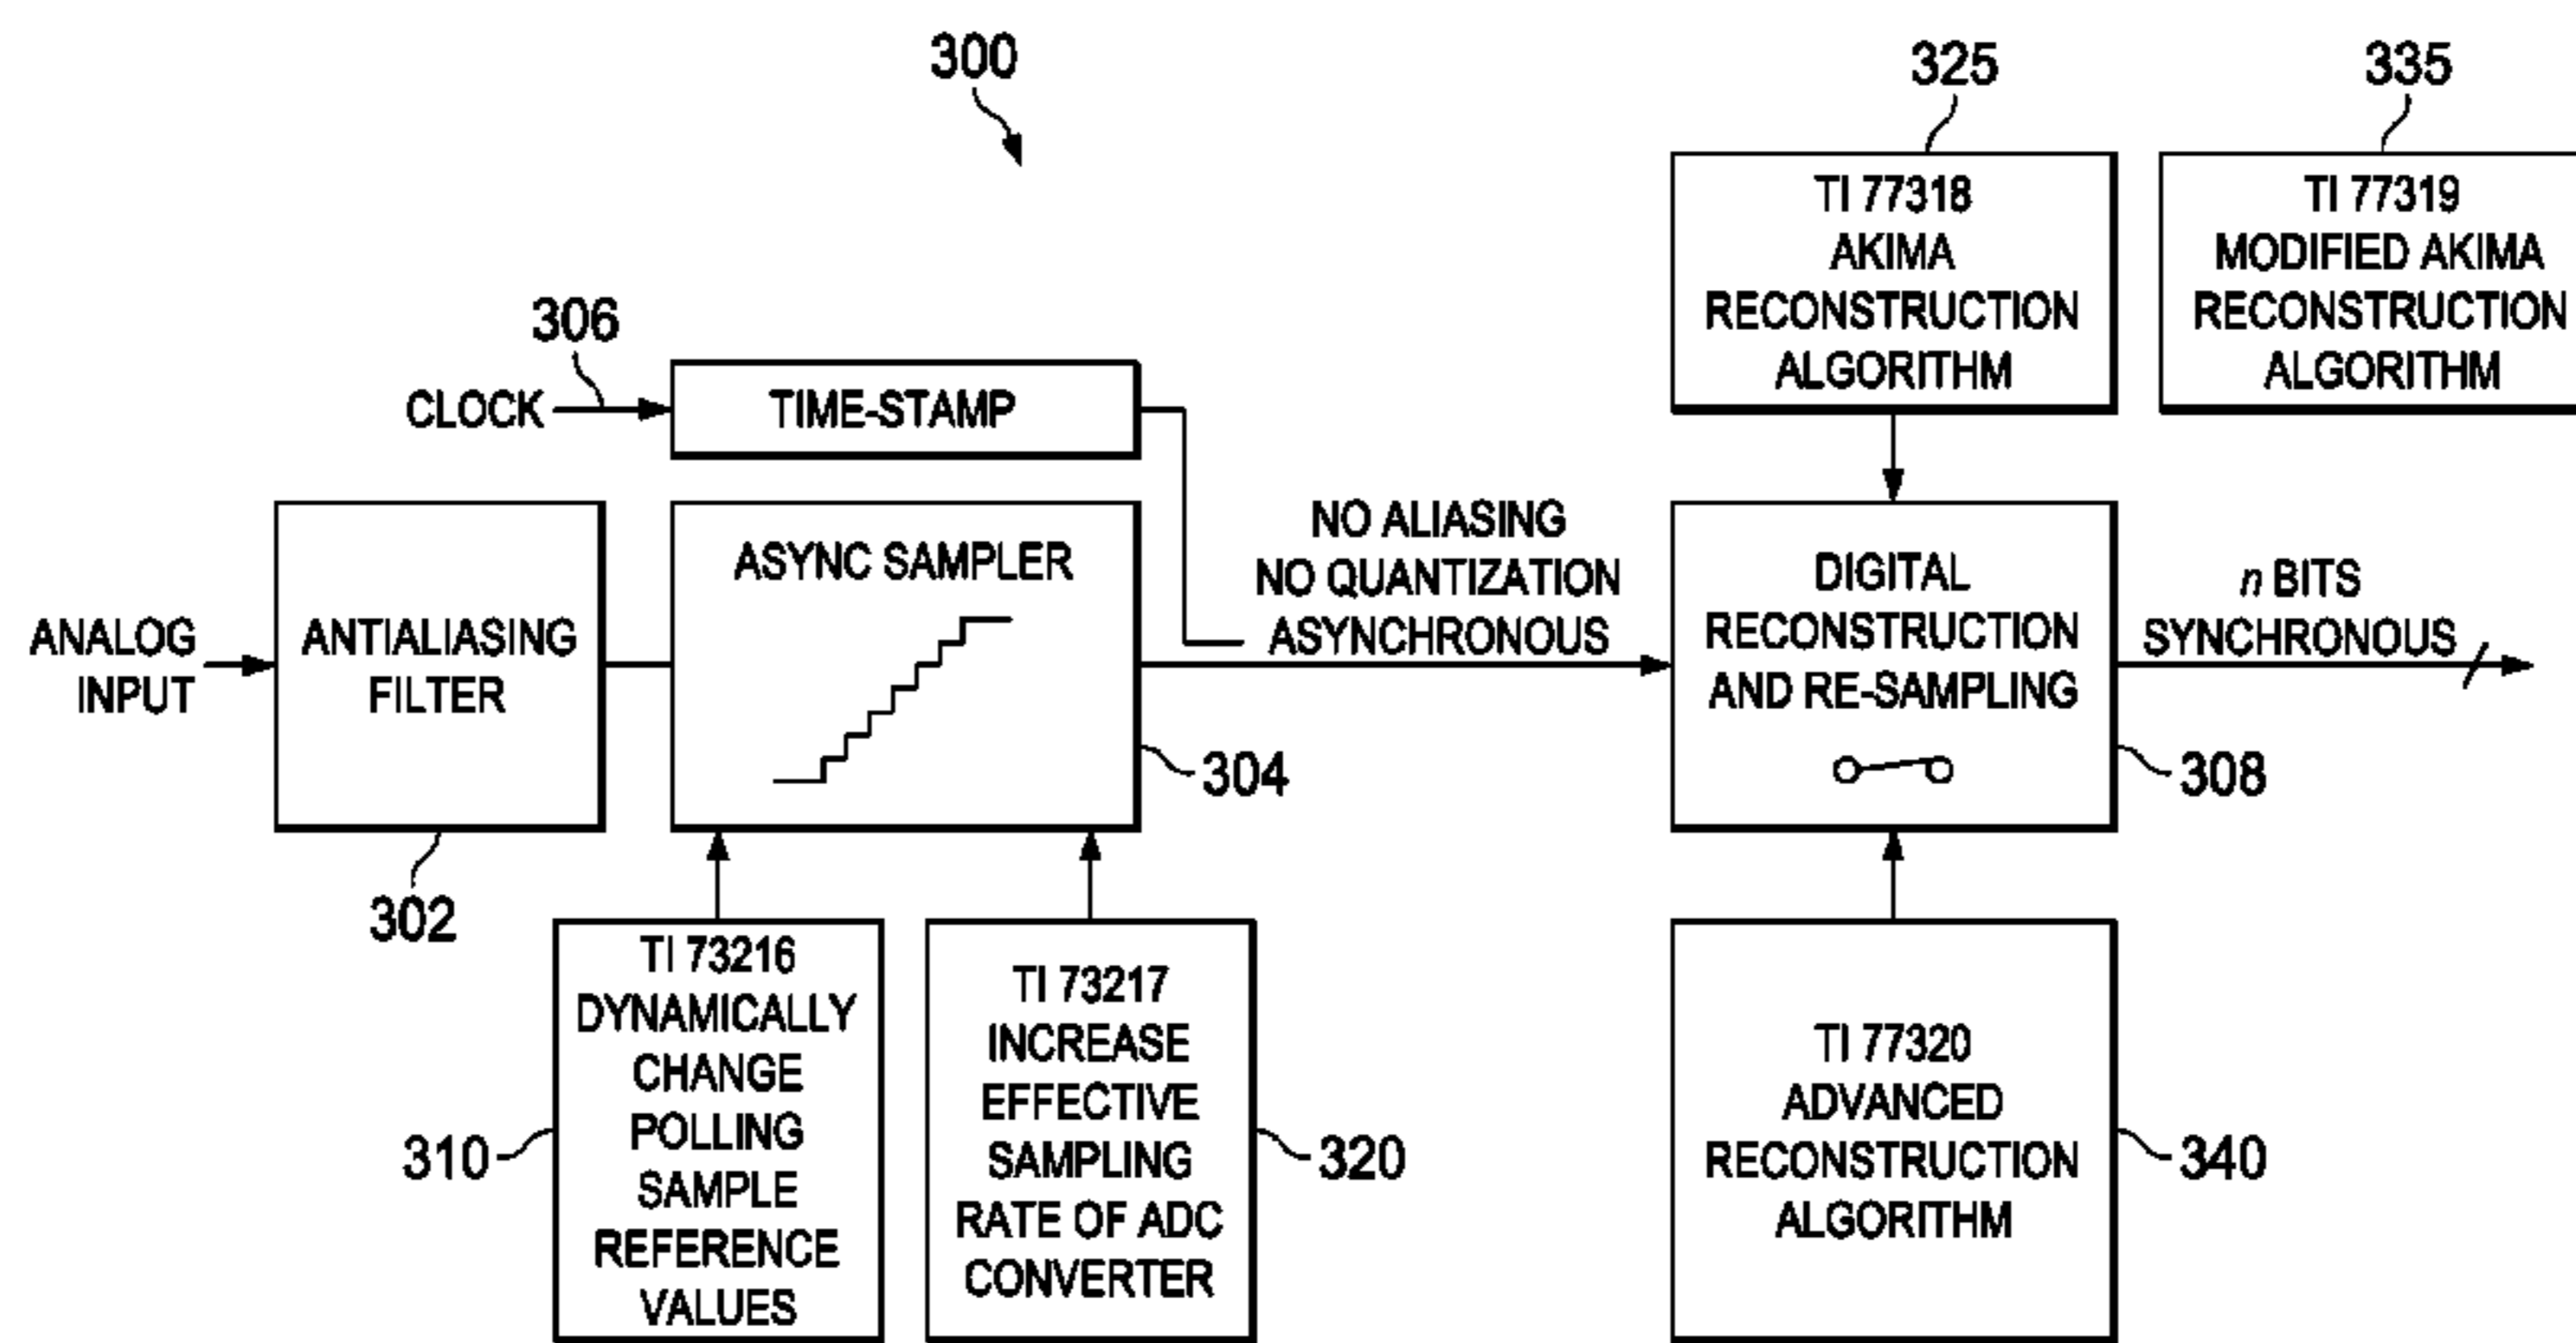 300
325
335
TI 77318
AKIMA
RECONSTRUCTION
ALGORITHM
TI 77319
MODIFIED AKIMA
RECONSTRUCTION
ALGORITHM
306
CLOCK
TIME-STAMP
ANALOG
INPUT
ANTIALIASING
FILTER
302
ASYNC SAMPLER
304
NO ALIASING
NO QUANTIZATION
ASYNCHRONOUS
DIGITAL
RECONSTRUCTION
AND RE-SAMPLING
308
n BITS
SYNCHRONOUS
310
TI 73216
DYNAMICALLY
CHANGE
POLLING
SAMPLE
REFERENCE
VALUES
TI 73217
INCREASE
EFFECTIVE
SAMPLING
RATE OF ADC
CONVERTER
320
TI 77320
ADVANCED
RECONSTRUCTION
ALGORITHM
340